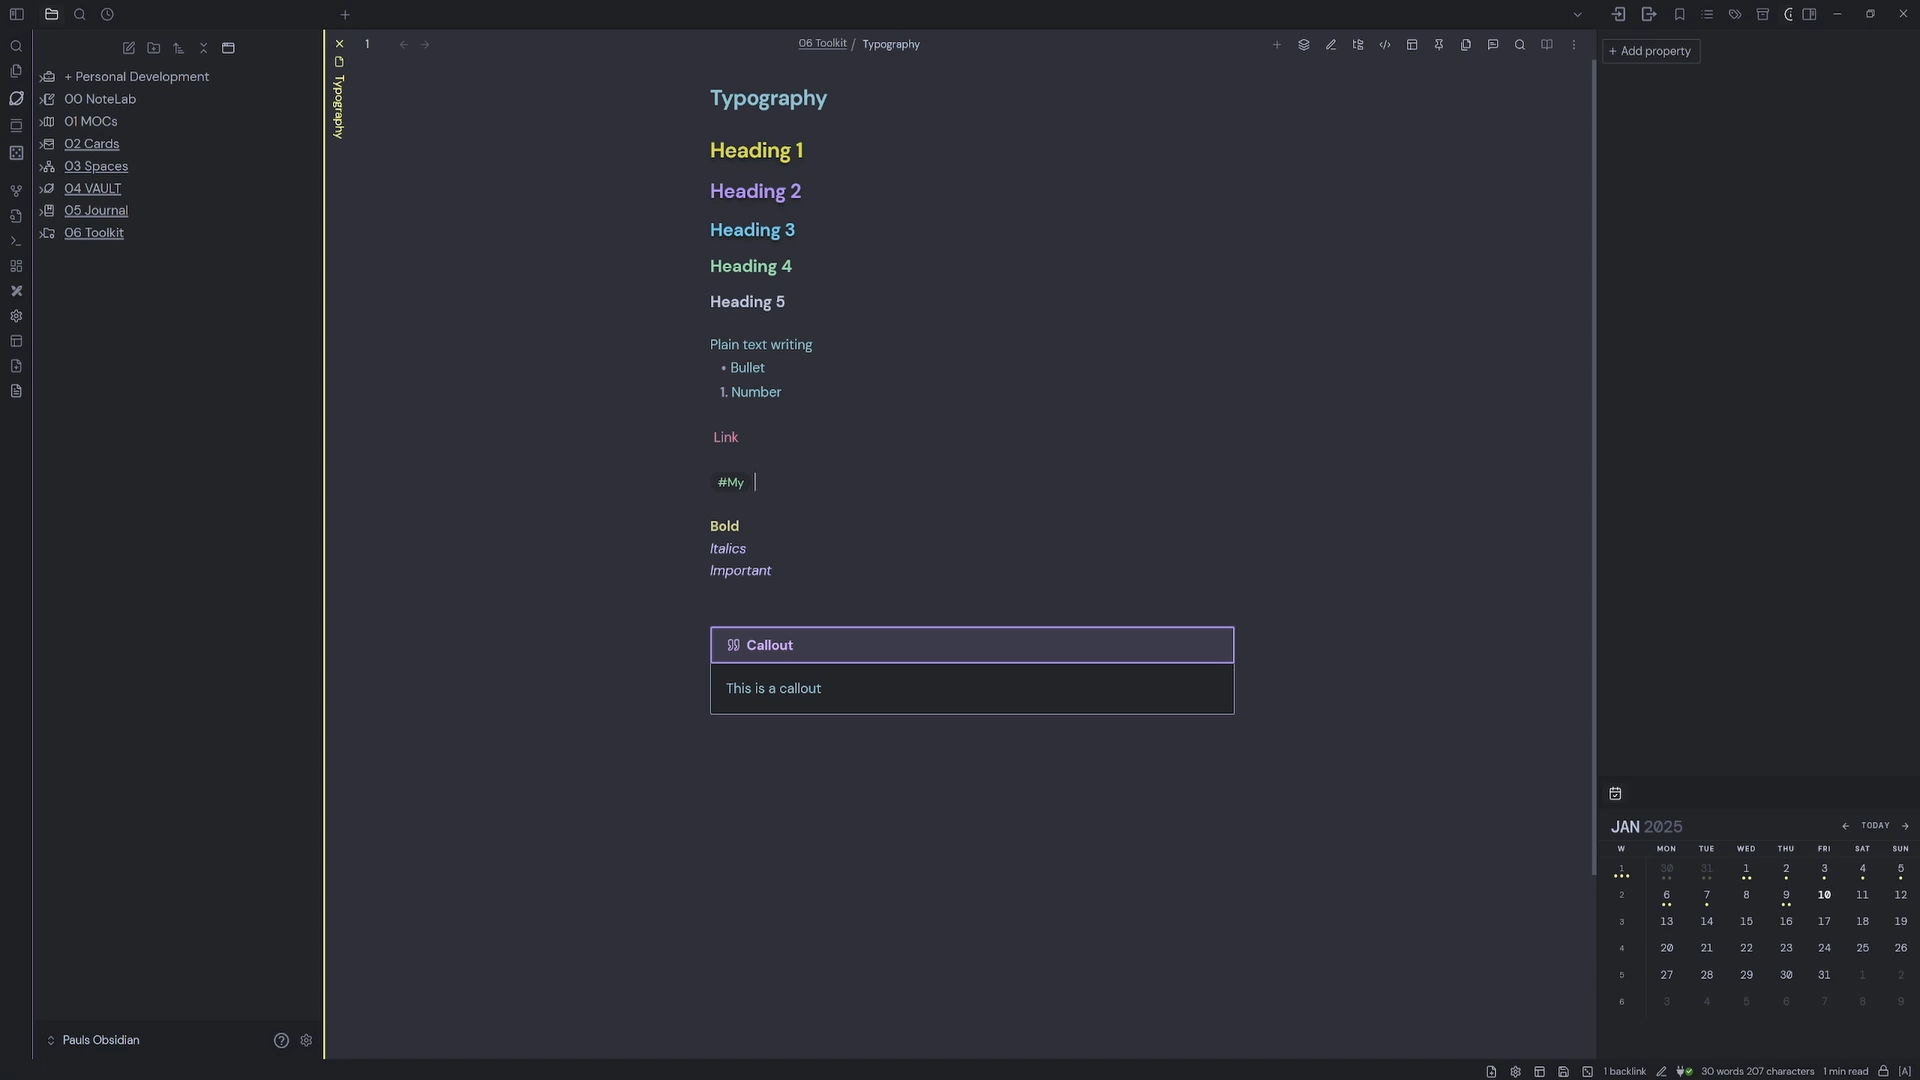 + Personal Development
00 NoteLab
01 MOCs
02 Cards
03 Spaces
04 VAULT
05 Journal
06 Toolkit
Pauls Obsidian
Typography
1
06 Toolkit / Typography
Typography
Heading 1
Heading 2
Heading 3
Heading 4
Heading 5
Plain text writing
• Bullet
1. Number
Link
#My
Bold
Italics
Important
Callout
This is a callout
+ Add property
JAN 2025
TODAY
W MON TUE WED THU FRI SAT SUN
1 30 31 1 2 3 4 5
2 6 7 8 9 10 11 12
3 13 14 15 16 17 18 19
4 20 21 22 23 24 25 26
5 27 28 29 30 31 1 2
6 3 4 5 6 7 8 9
1 backlink 30 words 207 characters 1 min read [A]